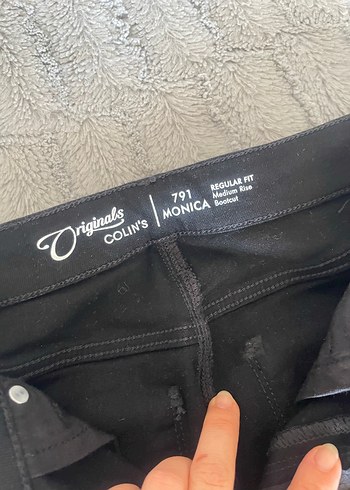 Originals
COLIN'S
791
MONICA
REGULAR FIT
Medium Rise
Bootcut